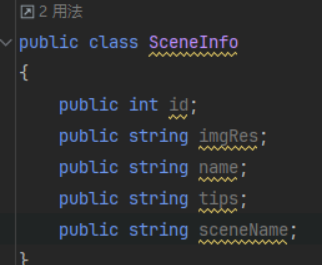 2 用法
public class SceneInfo
{
public int id;
public string imgRes;
public string name;
public string tips;
public string sceneName;
}